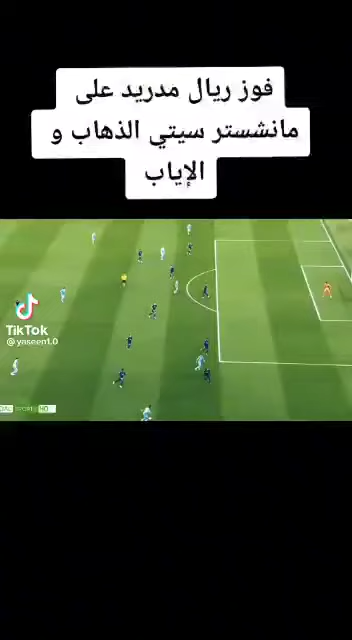 فوز ريال مدريد على
مانشستر سيتي الذهاب و
الإياب
TikTok
@yaseen1.0